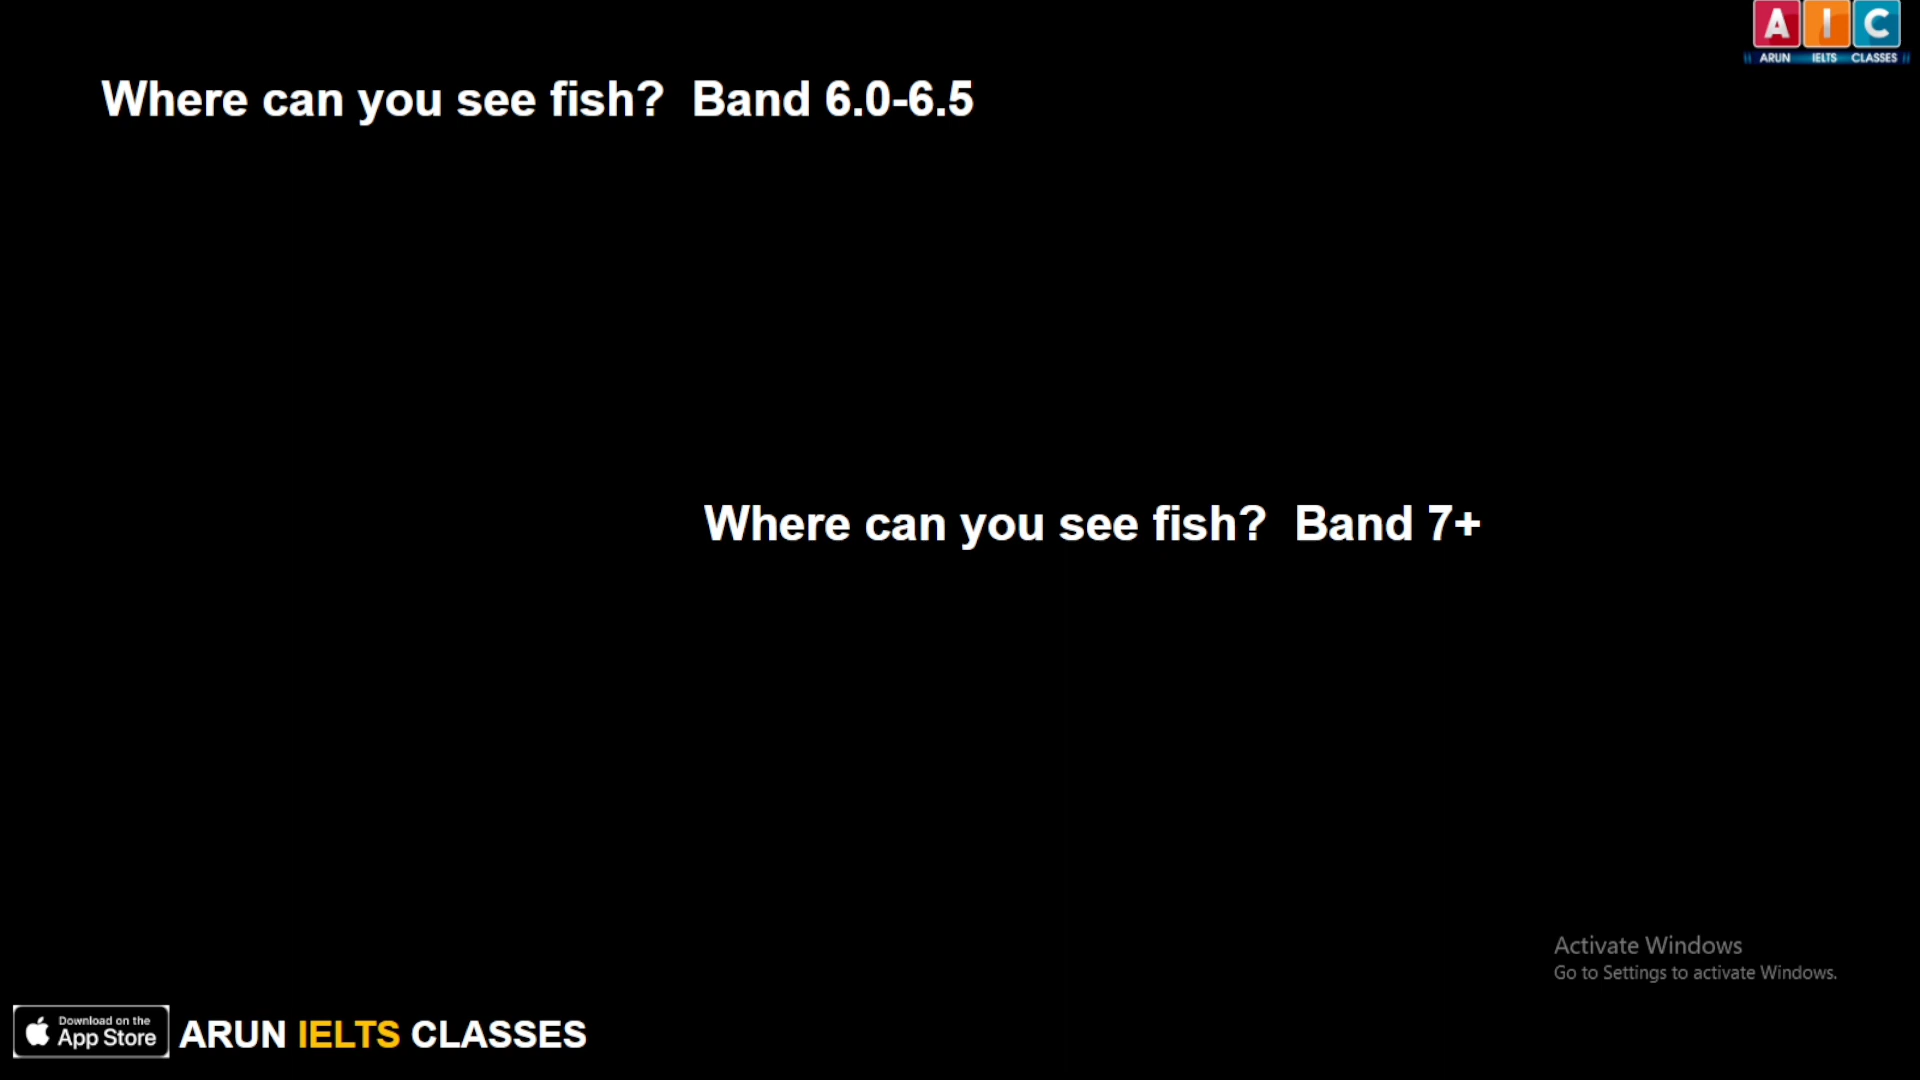 A I C
ARUN IELTS CLASSES
Where can you see fish? Band 6.0-6.5
Where can you see fish? Band 7+
Activate Windows
Go to Settings to activate Windows.
Download on the
App Store
ARUN IELTS CLASSES